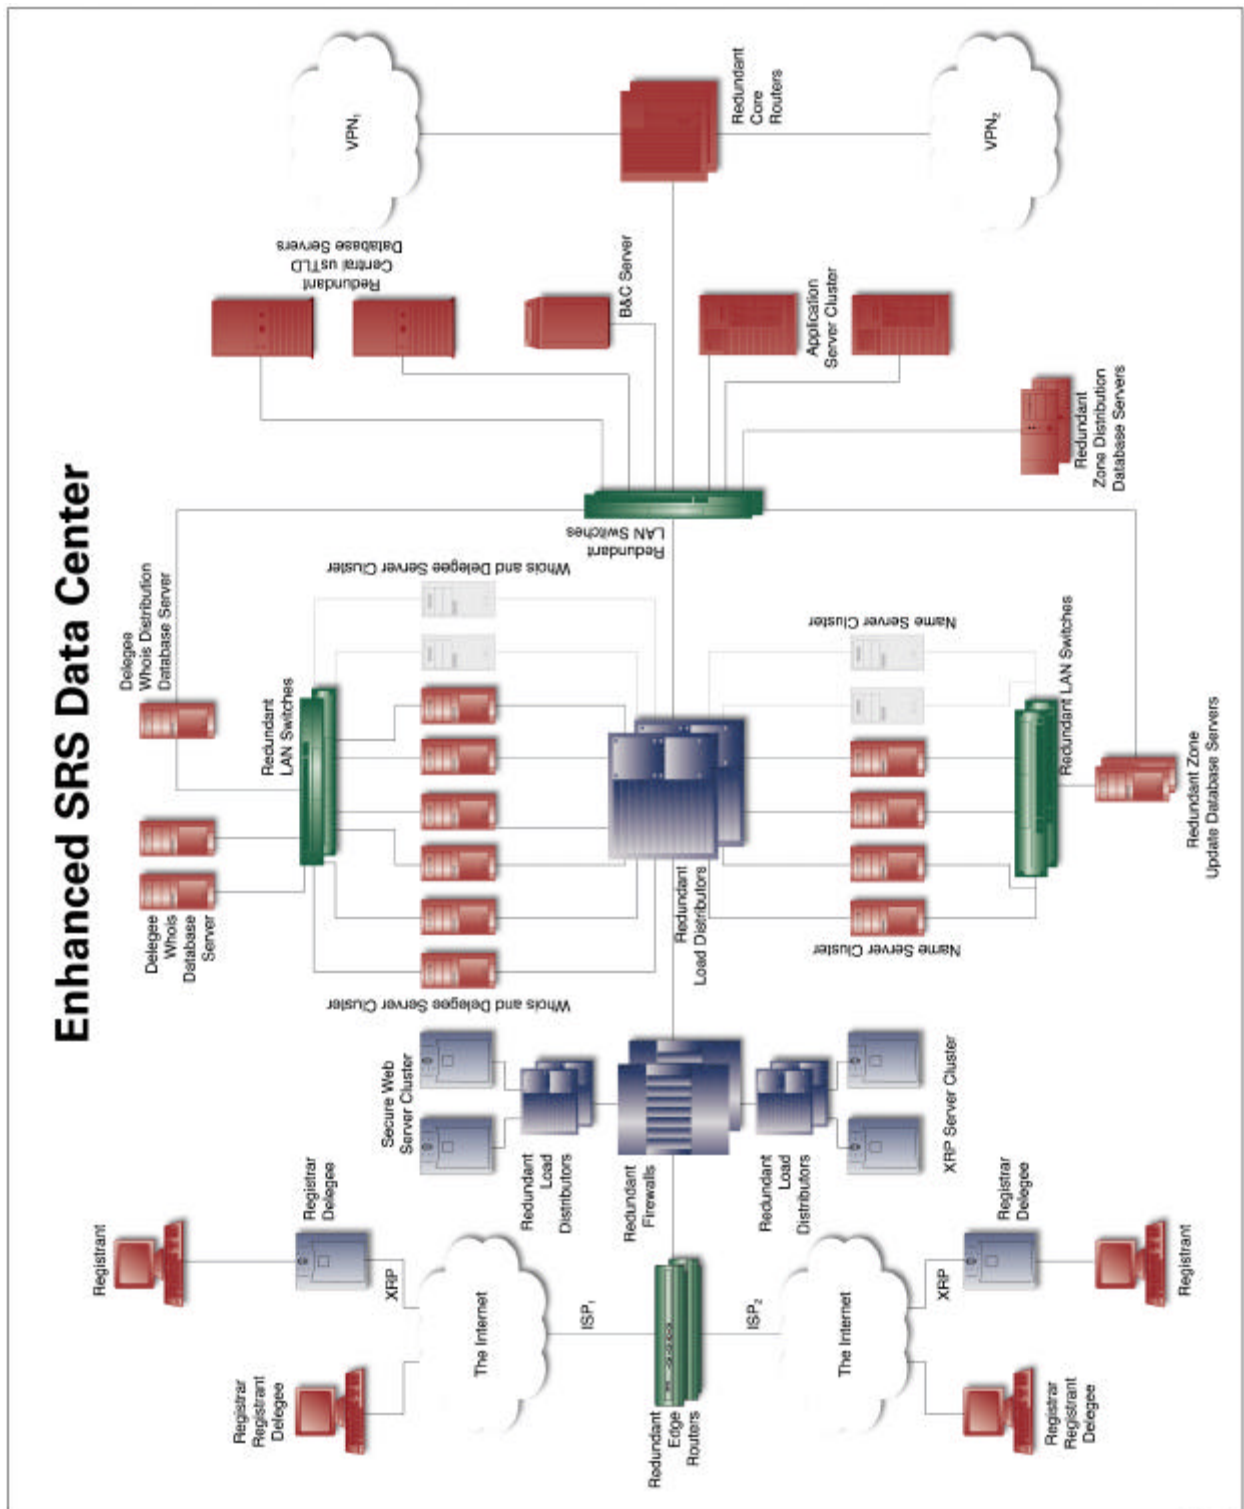 Enhanced SRS Data Center
Registrant
Registrar
Delegee
XRP
Registrar
Registrant
Delegee
The Internet
ISP1
Secure Web
Server Cluster
Redundant
Load
Distributors
Redundant
Edge
Routers
Redundant
Firewalls
ISP2
The Internet
Redundant
Load
Distributors
XRP Server Cluster
Registrar
Registrant
Delegee
XRP
Registrar
Delegee
Registrant
Delegee
Whois
Database
Server
Delegee
Whois Distribution
Database Server
Redundant
LAN Switches
Whois and Delegee Server Cluster
Whois and Delegee Server Cluster
Redundant
Load Distributors
Name Server Cluster
Name Server Cluster
Redundant LAN Switches
Redundant Zone
Update Database Servers
Redundant
LAN Switches
Redundant
Central usTLD
Database Servers
B&C Server
Application
Server Cluster
Redundant
Zone Distribution
Database Servers
VPN1
Redundant
Core
Routers
VPN2